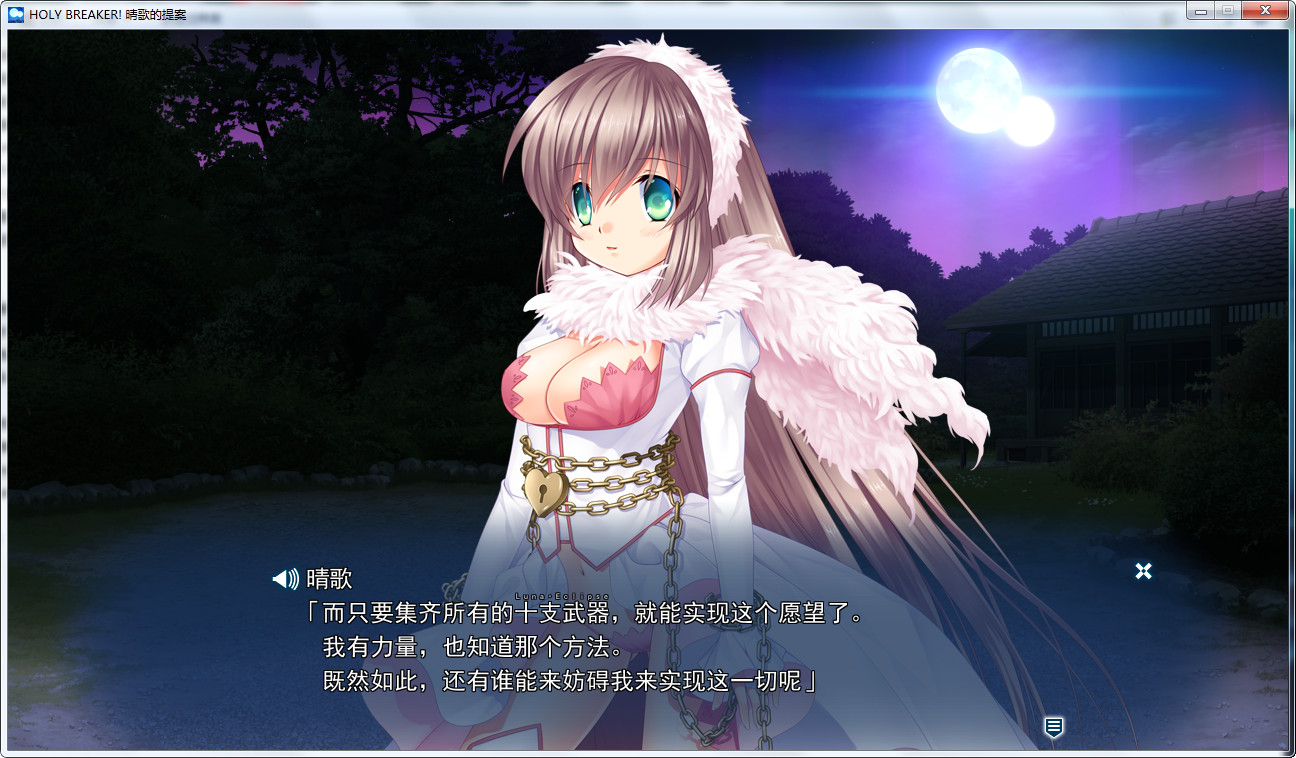 HOLY BREAKER! 晴歌的提案
晴歌
Luna-Eclipse
「而只要集齐所有的十支武器，就能实现这个愿望了。
我有力量，也知道那个方法。
既然如此，还有谁能来妨碍我来实现这一切呢」